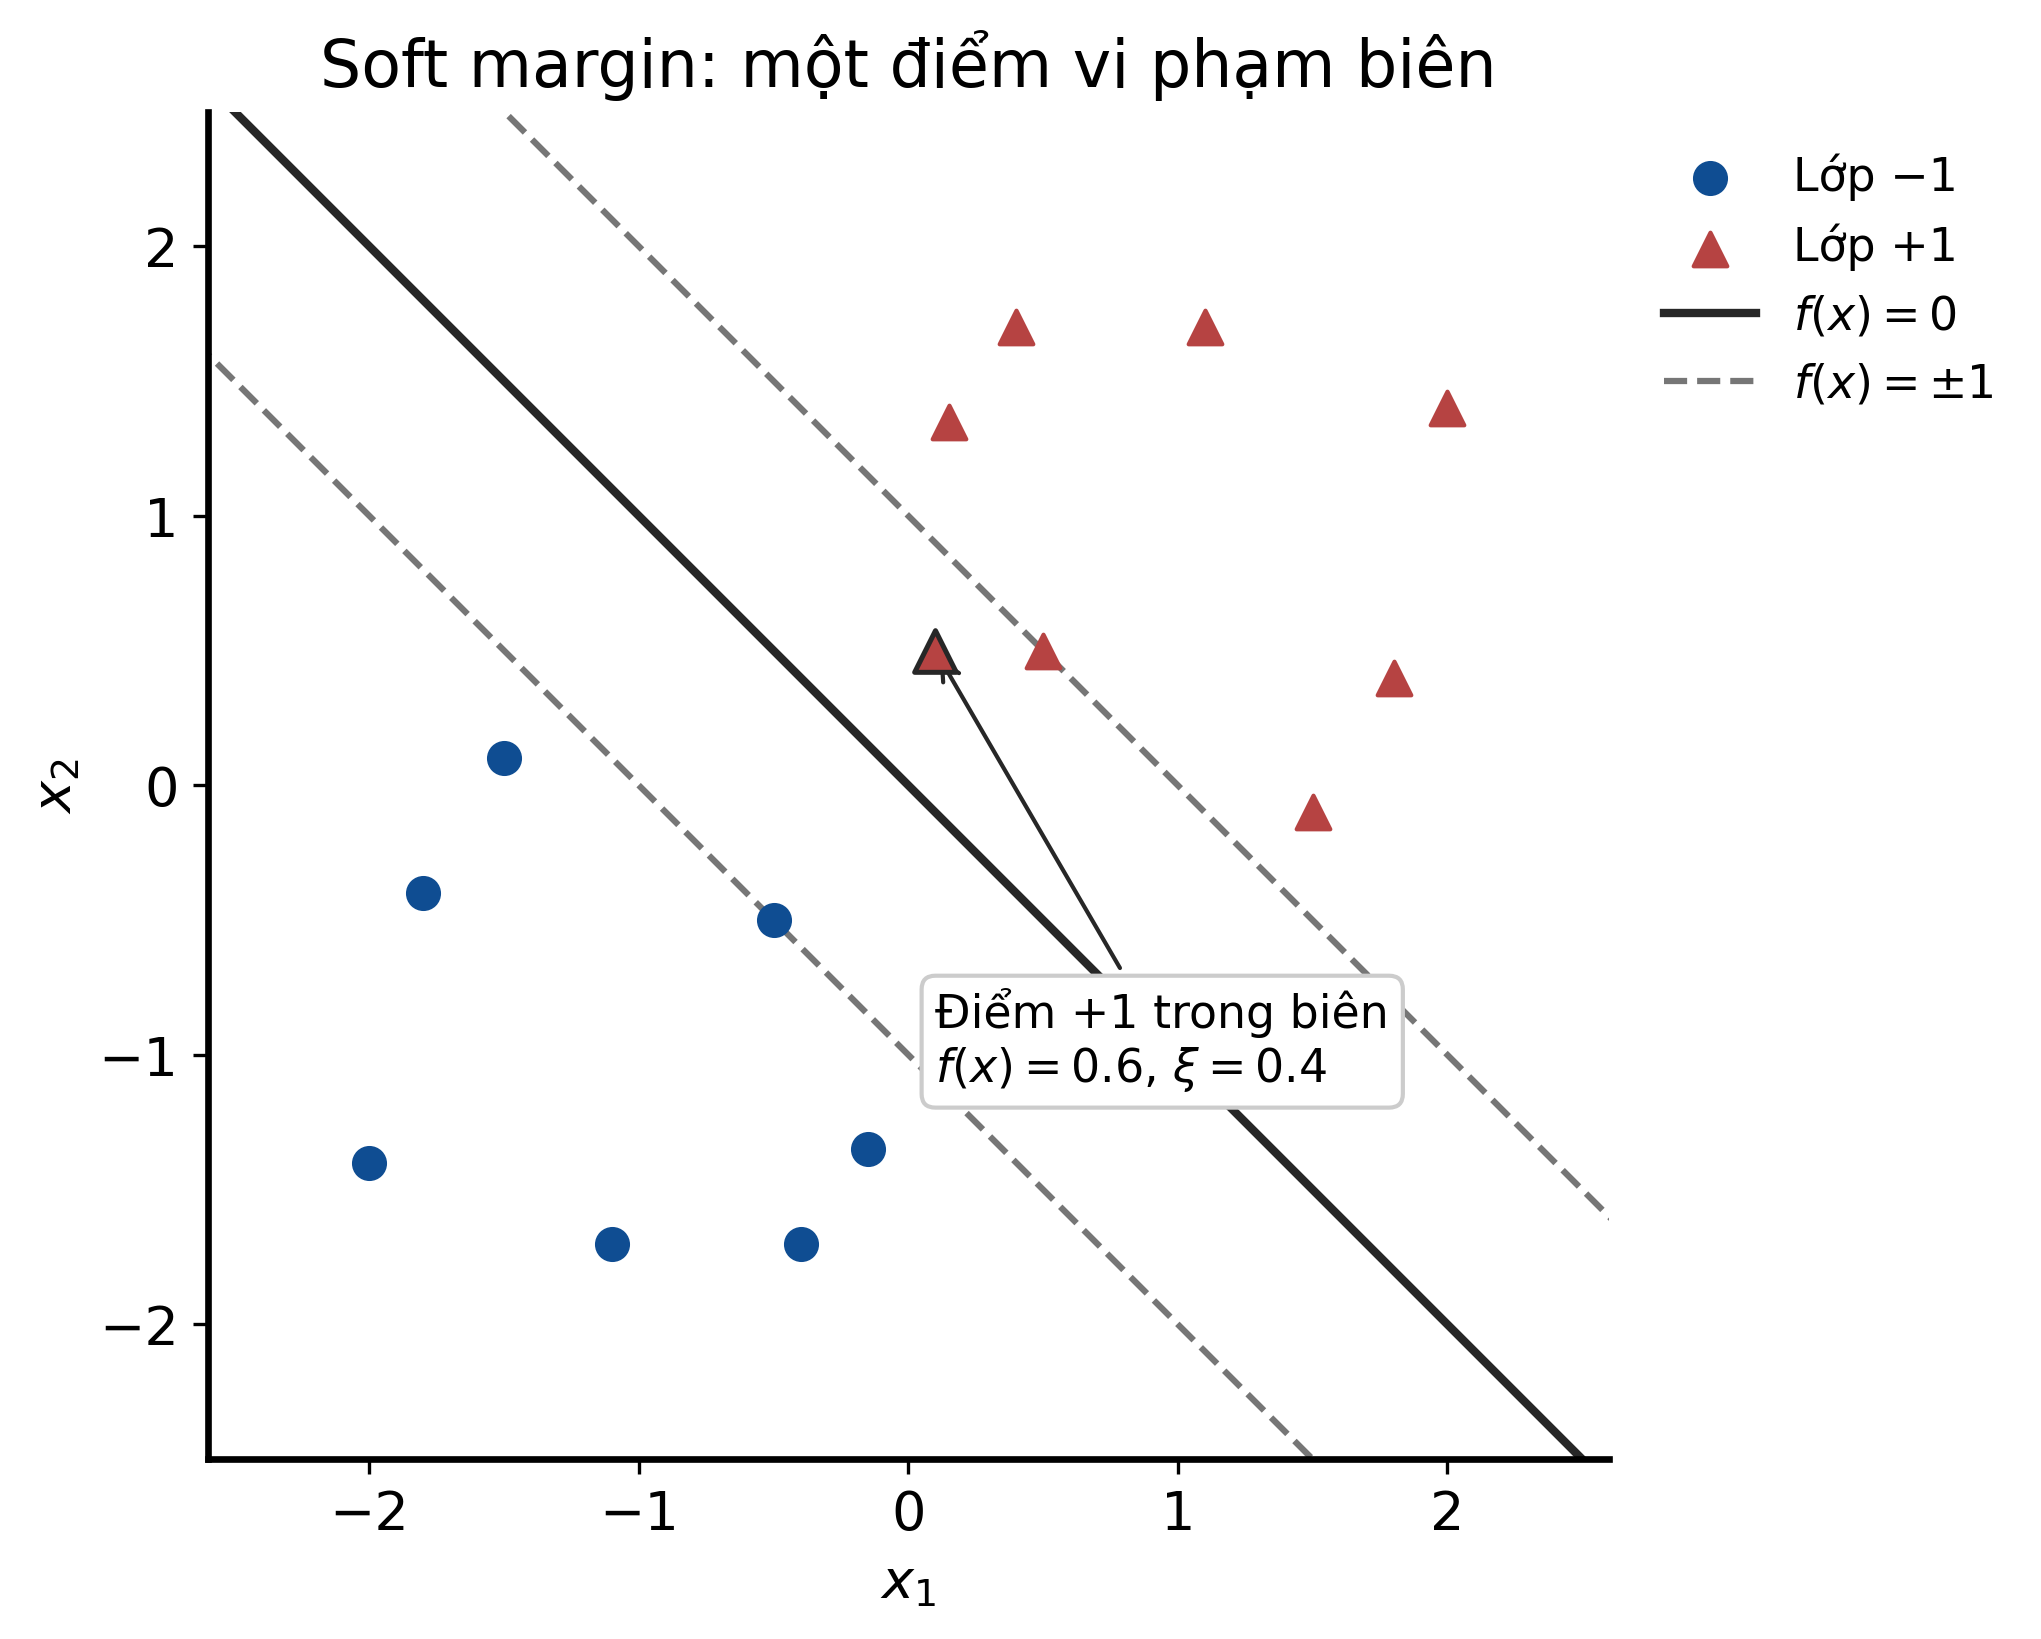 Soft margin: một điểm vi phạm biên
Lớp −1
Lớp +1
f(x) = 0
f(x) = ±1
2
1
0
−1
−2
x₂
Điểm +1 trong biên
f(x) = 0.6, ξ = 0.4
−2
−1
0
1
2
x₁